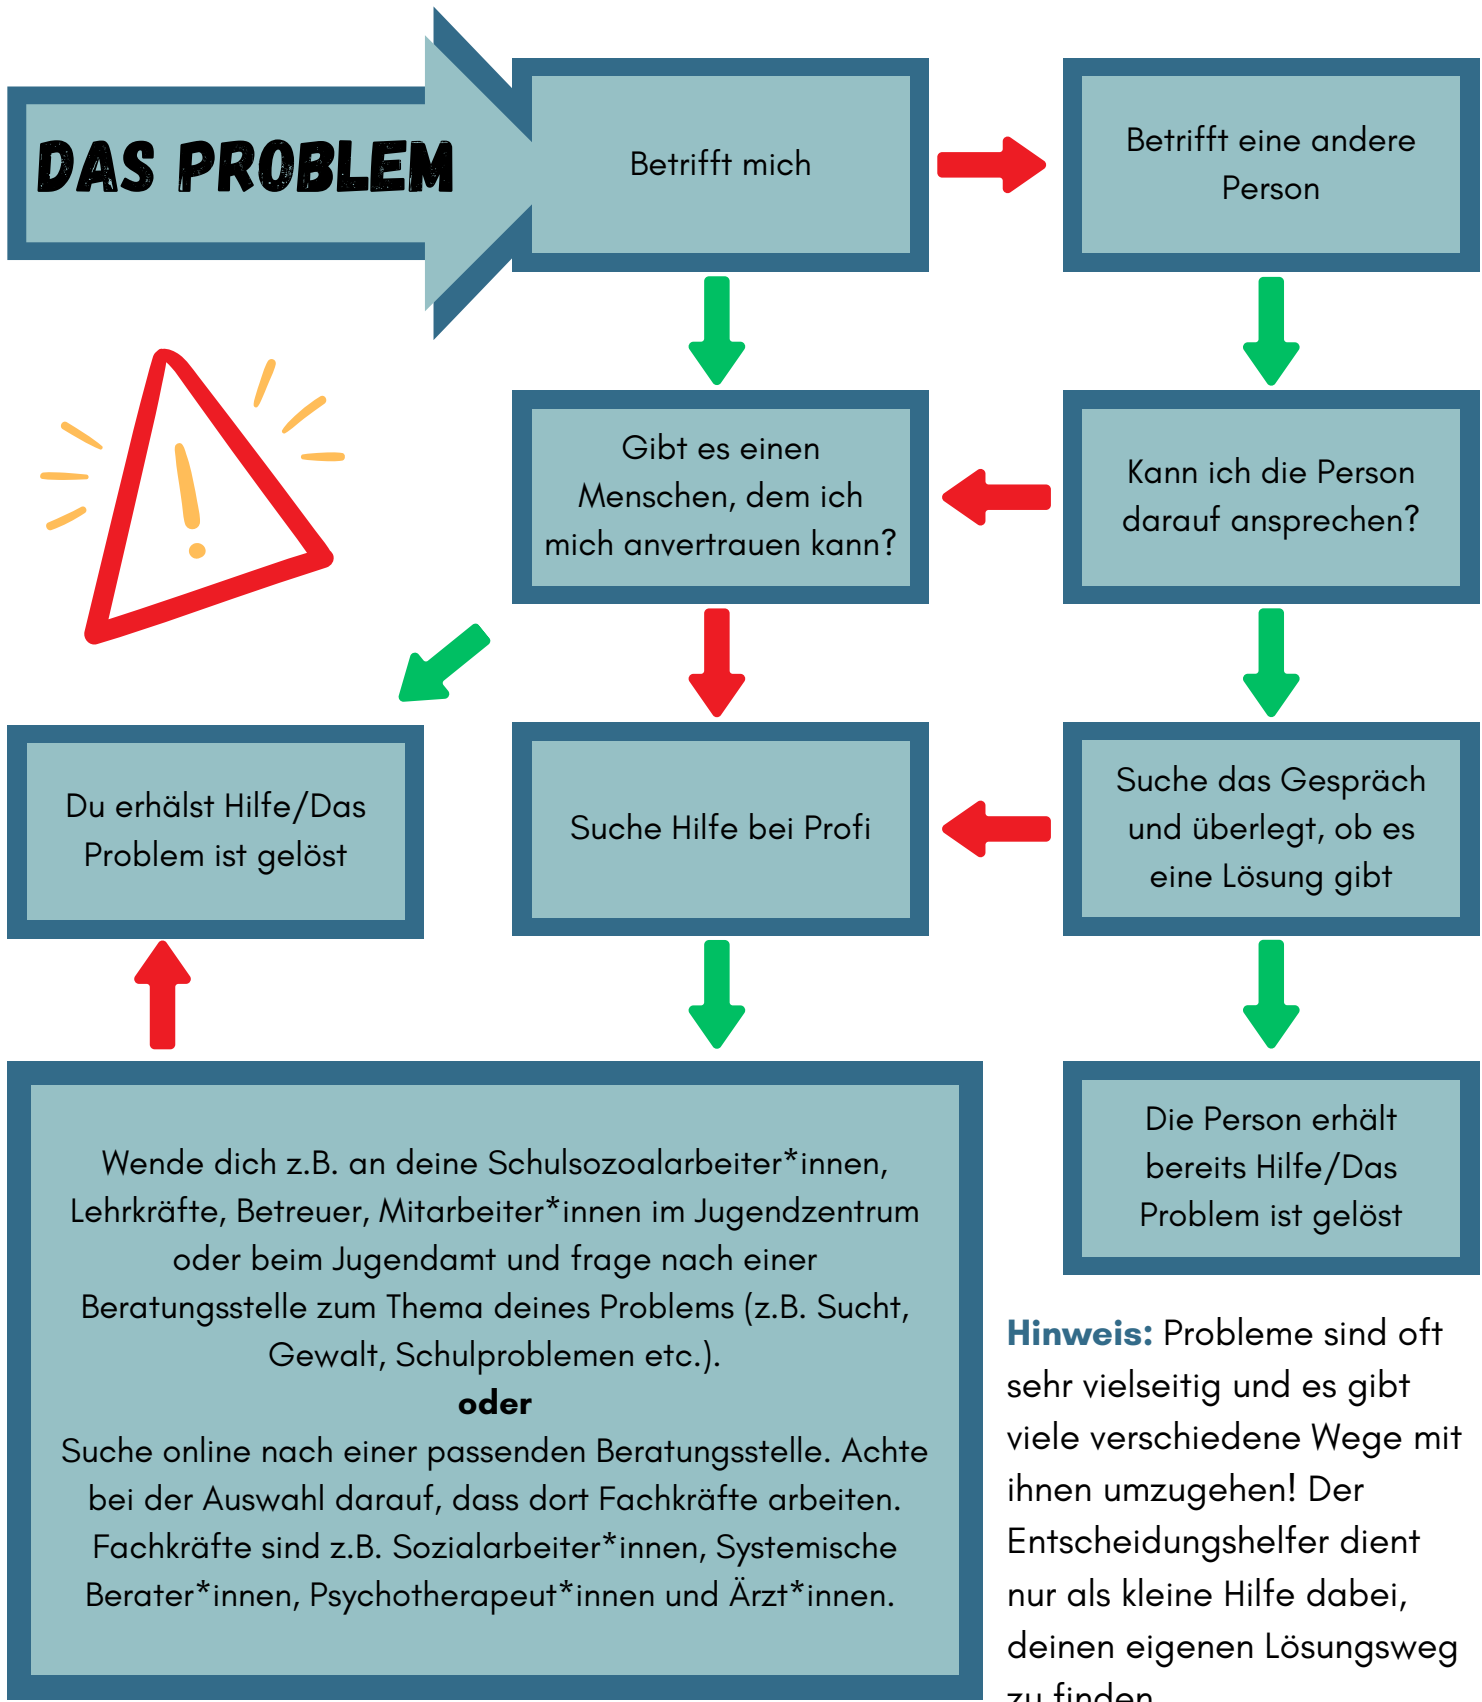 DAS PROBLEM
Betrifft mich
Betrifft eine andere
Person
Gibt es einen
Menschen, dem ich
mich anvertrauen kann?
Kann ich die Person
darauf ansprechen?
Du erhälst Hilfe/Das
Problem ist gelöst
Suche Hilfe bei Profi
Suche das Gespräch
und überlegt, ob es
eine Lösung gibt
Wende dich z.B. an deine Schulsozoalarbeiter*innen,
Lehrkräfte, Betreuer, Mitarbeiter*innen im Jugendzentrum
oder beim Jugendamt und frage nach einer
Beratungsstelle zum Thema deines Problems (z.B. Sucht,
Gewalt, Schulproblemen etc.).
oder
Suche online nach einer passenden Beratungsstelle. Achte
bei der Auswahl darauf, dass dort Fachkräfte arbeiten.
Fachkräfte sind z.B. Sozialarbeiter*innen, Systemische
Berater*innen, Psychotherapeut*innen und Ärzt*innen.
Die Person erhält
bereits Hilfe/Das
Problem ist gelöst
Hinweis: Probleme sind oft
sehr vielseitig und es gibt
viele verschiedene Wege mit
ihnen umzugehen! Der
Entscheidungshelfer dient
nur als kleine Hilfe dabei,
deinen eigenen Lösungsweg
zu finden